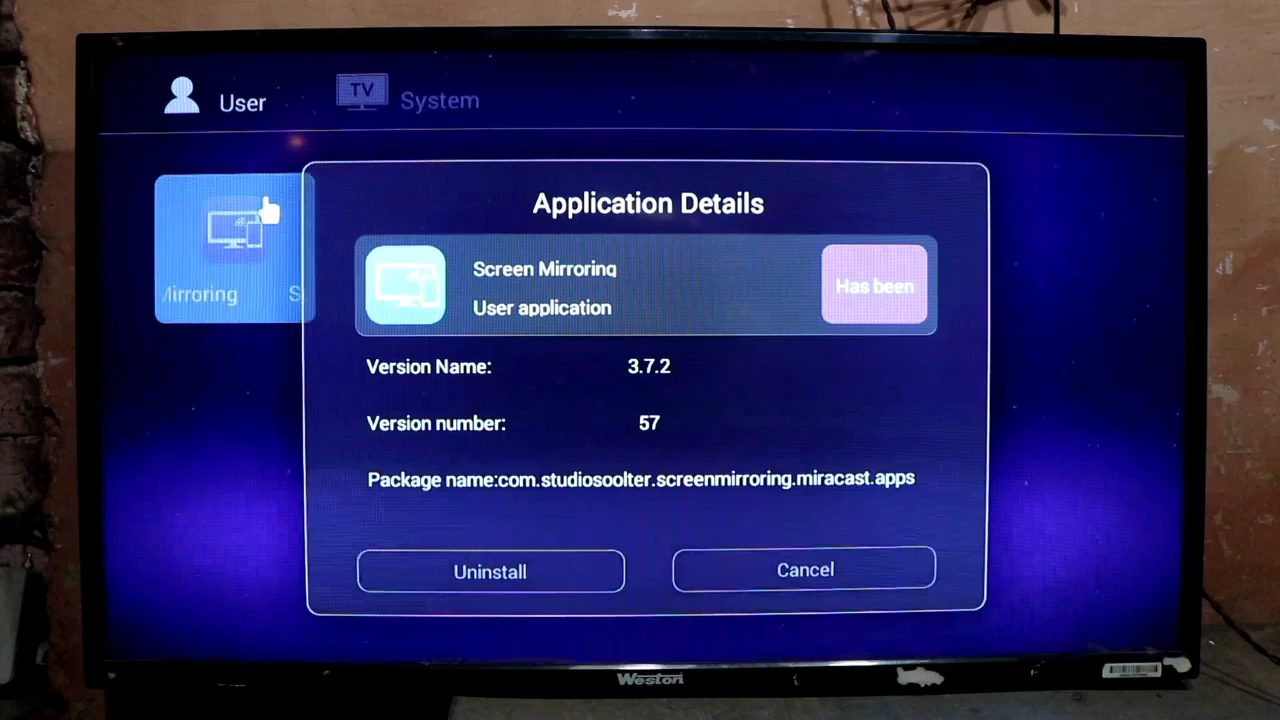 User
TV
System
Mirroring S
Application Details
Screen Mirroring
User application
Has been
Version Name: 3.7.2
Version number: 57
Package name:com.studiosoolter.screenmirroring.miracast.apps
Uninstall
Cancel
Weston